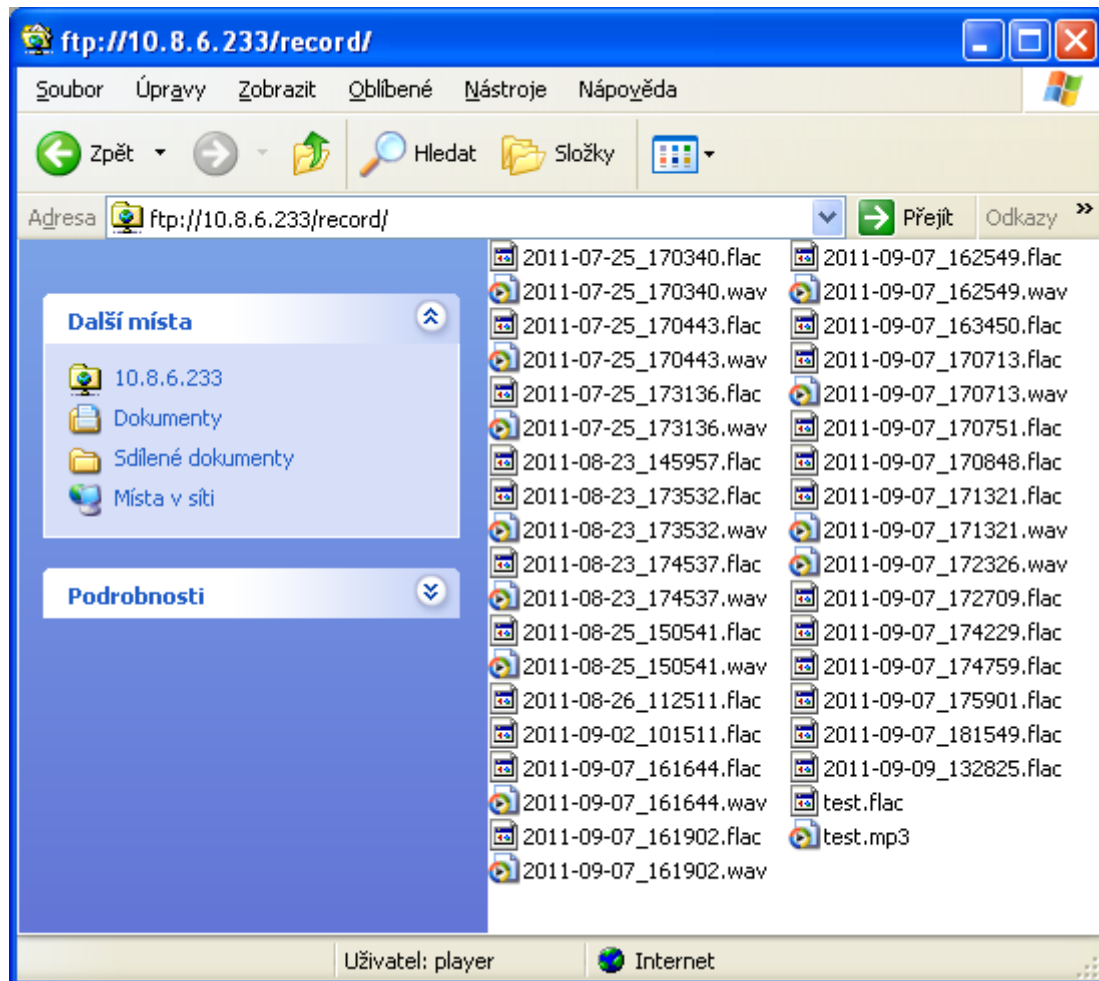 ftp://10.8.6.233/record/
Soubor Úpravy Zobrazit Oblíbené Nástroje Nápověda
Zpět Hledat Složky
Adresa ftp://10.8.6.233/record/ Přejít Odkazy »
Další místa
10.8.6.233
Dokumenty
Sdílené dokumenty
Místa v síti
Podrobnosti
2011-07-25_170340.flac
2011-07-25_170340.wav
2011-07-25_170443.flac
2011-07-25_170443.wav
2011-07-25_173136.flac
2011-07-25_173136.wav
2011-08-23_145957.flac
2011-08-23_173532.flac
2011-08-23_173532.wav
2011-08-23_174537.flac
2011-08-23_174537.wav
2011-08-25_150541.flac
2011-08-25_150541.wav
2011-08-26_112511.flac
2011-09-02_101511.flac
2011-09-07_161644.flac
2011-09-07_161644.wav
2011-09-07_161902.flac
2011-09-07_161902.wav
2011-09-07_162549.flac
2011-09-07_162549.wav
2011-09-07_163450.flac
2011-09-07_170713.flac
2011-09-07_170713.wav
2011-09-07_170751.flac
2011-09-07_170848.flac
2011-09-07_171321.flac
2011-09-07_171321.wav
2011-09-07_172326.wav
2011-09-07_172709.flac
2011-09-07_174229.flac
2011-09-07_174759.flac
2011-09-07_175901.flac
2011-09-07_181549.flac
2011-09-09_132825.flac
test.flac
test.mp3
Uživatel: player Internet